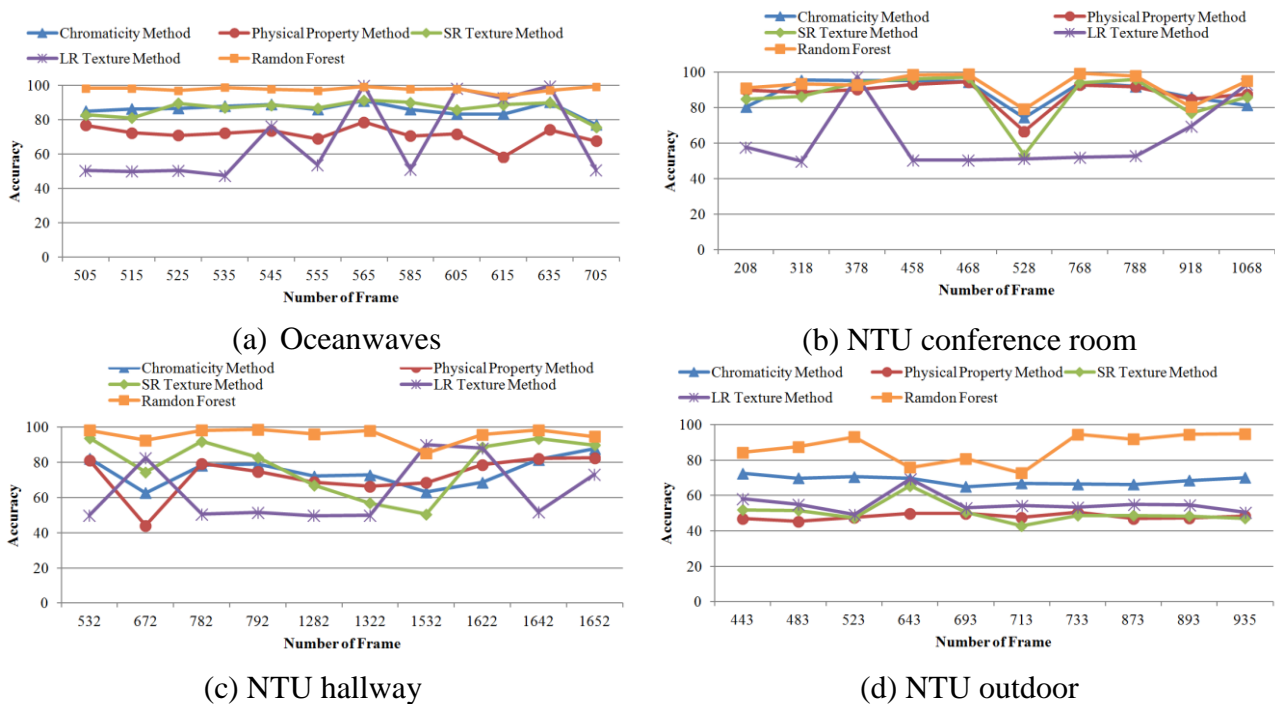 Chromaticity Method Physical Property Method SR Texture Method
LR Texture Method Ramdon Forest
Accuracy
100
80
60
40
20
0
505 515 525 535 545 555 565 585 605 615 635 705
Number of Frame
(a) Oceanwaves
Chromaticity Method Physical Property Method
SR Texture Method LR Texture Method
Random Forest
Accuracy
100
80
60
40
20
0
208 318 378 458 468 528 768 788 918 1068
Number of Frame
(b) NTU conference room
Chromaticity Method Physical Property Method
SR Texture Method LR Texture Method
Ramdon Forest
Accuracy
100
80
60
40
20
0
532 672 782 792 1282 1322 1532 1622 1642 1652
Number of Frame
(c) NTU hallway
Chromaticity Method Physical Property Method SR Texture Method
LR Texture Method Ramdon Forest
Accuracy
100
80
60
40
20
0
443 483 523 643 693 713 733 873 893 935
Number of Frame
(d) NTU outdoor